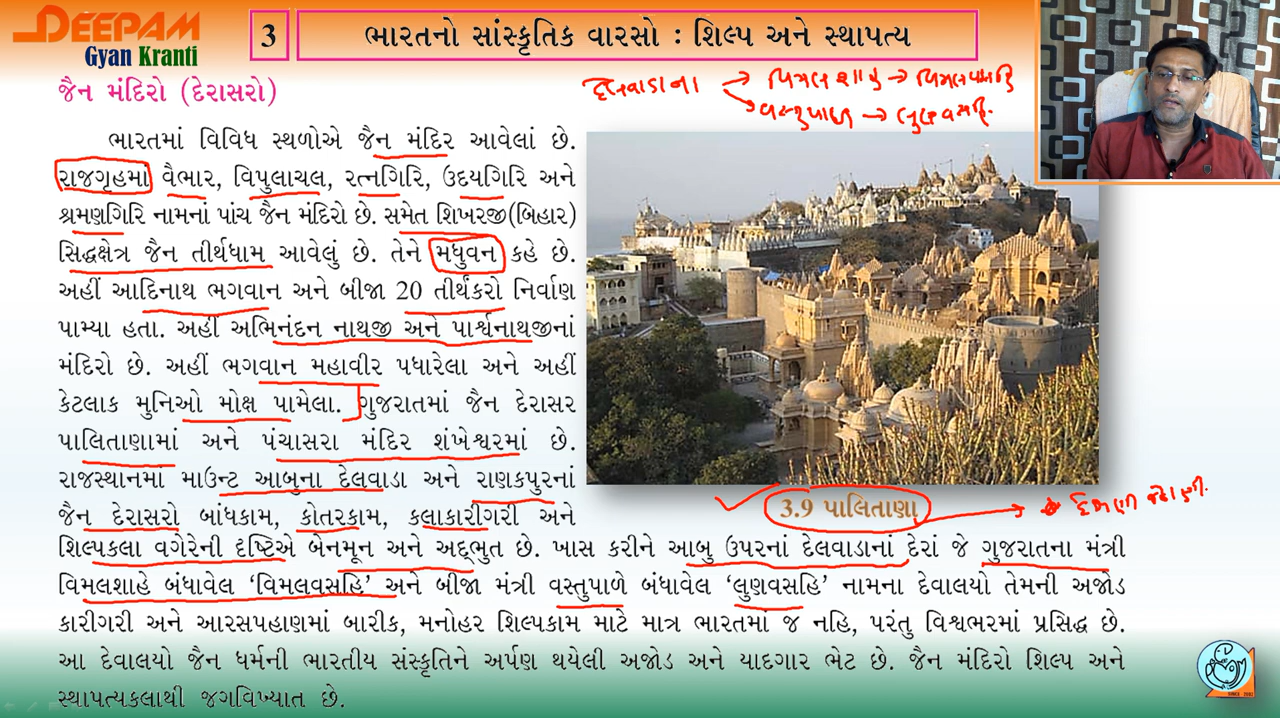 DEEPAM
Gyan Kranti
3
ભારતનો સાંસ્કૃતિક વારસો : શિલ્પ અને સ્થાપત્ય
જૈન મંદિરો (દેરાસરો)
દેલવાડાના → વિમલ શાહ → વિમલવસહિ
વસ્તુપાળ → લુણવસહિ.
ભારતમાં વિવિધ સ્થળોએ જૈન મંદિર આવેલાં છે.
રાજગૃહમાં વૈભાર, વિપુલાચલ, રત્નગિરિ, ઉદયગિરિ અને
શ્રમણગિરિ નામનાં પાંચ જૈન મંદિરો છે. સમેત શિખરજી(બિહાર)
સિદ્ધક્ષેત્ર જૈન તીર્થધામ આવેલું છે. તેને મધુવન કહે છે.
અહીં આદિનાથ ભગવાન અને બીજા 20 તીર્થંકરો નિર્વાણ
પામ્યા હતા. અહીં અભિનંદન નાથજી અને પાર્શ્વનાથજીનાં
મંદિરો છે. અહીં ભગવાન મહાવીર પધારેલા અને અહીં
કેટલાક મુનિઓ મોક્ષ પામેલા. ગુજરાતમાં જૈન દેરાસર
પાલિતાણામાં અને પંચાસરા મંદિર શંખેશ્વરમાં છે.
રાજસ્થાનમાં માઉન્ટ આબુના દેલવાડા અને રાણકપુરનાં
જૈન દેરાસરો બાંધકામ, કોતરકામ, કલાકારીગરી અને
શિલ્પકલા વગેરેની દૃષ્ટિએ બેનમૂન અને અદ્ભુત છે. ખાસ કરીને આબુ ઉપરનાં દેલવાડાનાં દેરાં જે ગુજરાતના મંત્રી
વિમલશાહે બંધાવેલ ‘વિમલવસહિ’ અને બીજા મંત્રી વસ્તુપાળે બંધાવેલ ‘લુણવસહિ’ નામના દેવાલયો તેમની અજોડ
કારીગરી અને આરસપહાણમાં બારીક, મનોહર શિલ્પકામ માટે માત્ર ભારતમાં જ નહિ, પરંતુ વિશ્વભરમાં પ્રસિદ્ધ છે.
આ દેવાલયો જૈન ધર્મની ભારતીય સંસ્કૃતિને અર્પણ થયેલી અજોડ અને યાદગાર ભેટ છે. જૈન મંદિરો શિલ્પ અને
સ્થાપત્યકલાથી જગવિખ્યાત છે.
3.9 પાલિતાણા →